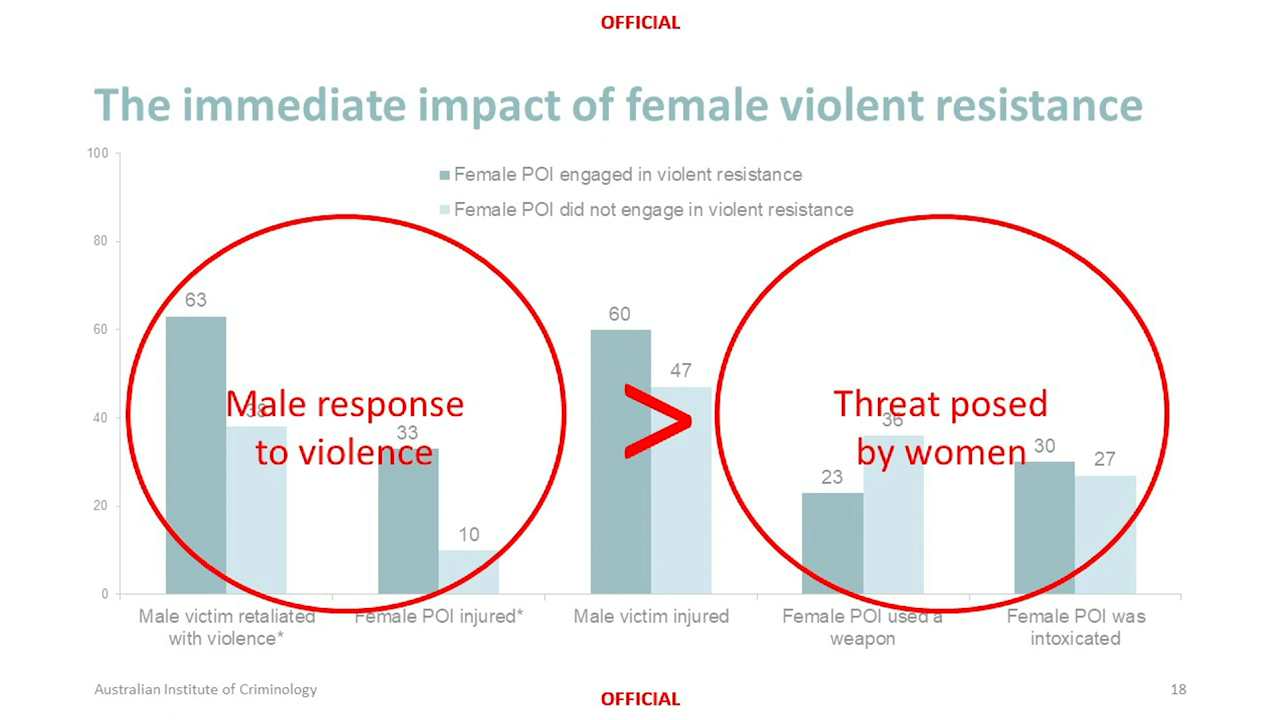 OFFICIAL
The immediate impact of female violent resistance
100
80
60
40
20
0
Female POI engaged in violent resistance
Female POI did not engage in violent resistance
63
38
33
10
60
47
23
36
30
27
Male response
to violence
>
Threat posed
by women
Male victim retaliated
with violence*
Female POI injured*
Male victim injured
Female POI used a
weapon
Female POI was
intoxicated
Australian Institute of Criminology
OFFICIAL
18